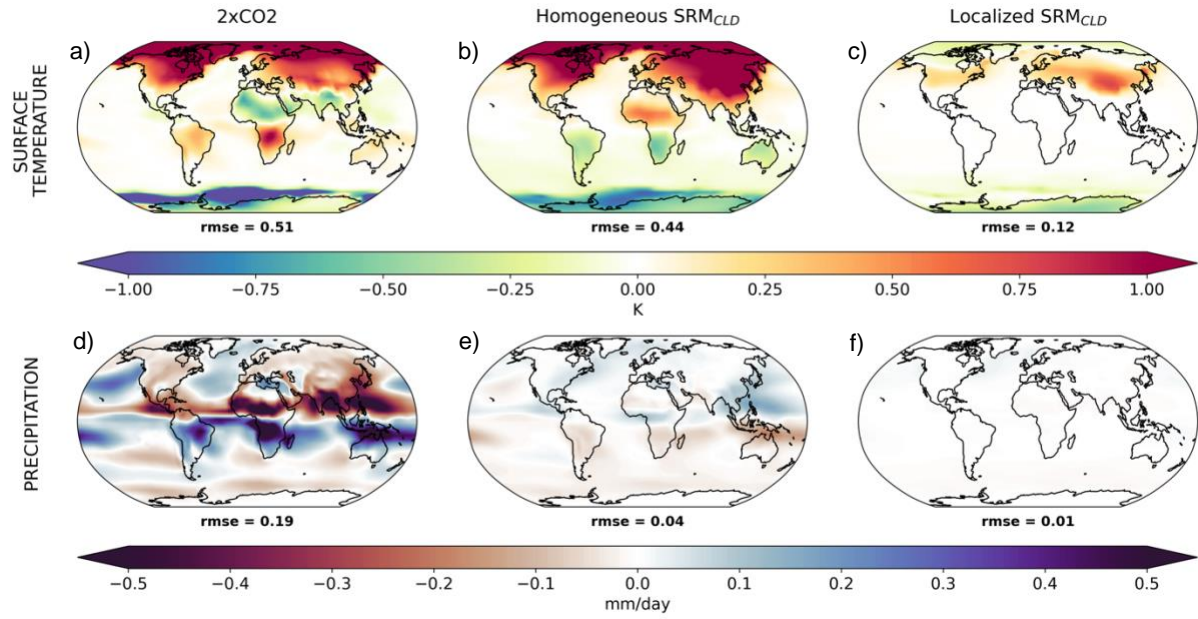 2xCO2 Homogeneous SRM_CLD Localized SRM_CLD
SURFACE
TEMPERATURE
a) b) c)
rmse = 0.51 rmse = 0.44 rmse = 0.12
−1.00 −0.75 −0.50 −0.25 0.00 0.25 0.50 0.75 1.00
K
PRECIPITATION
d) e) f)
rmse = 0.19 rmse = 0.04 rmse = 0.01
−0.5 −0.4 −0.3 −0.2 −0.1 0.0 0.1 0.2 0.3 0.4 0.5
mm/day